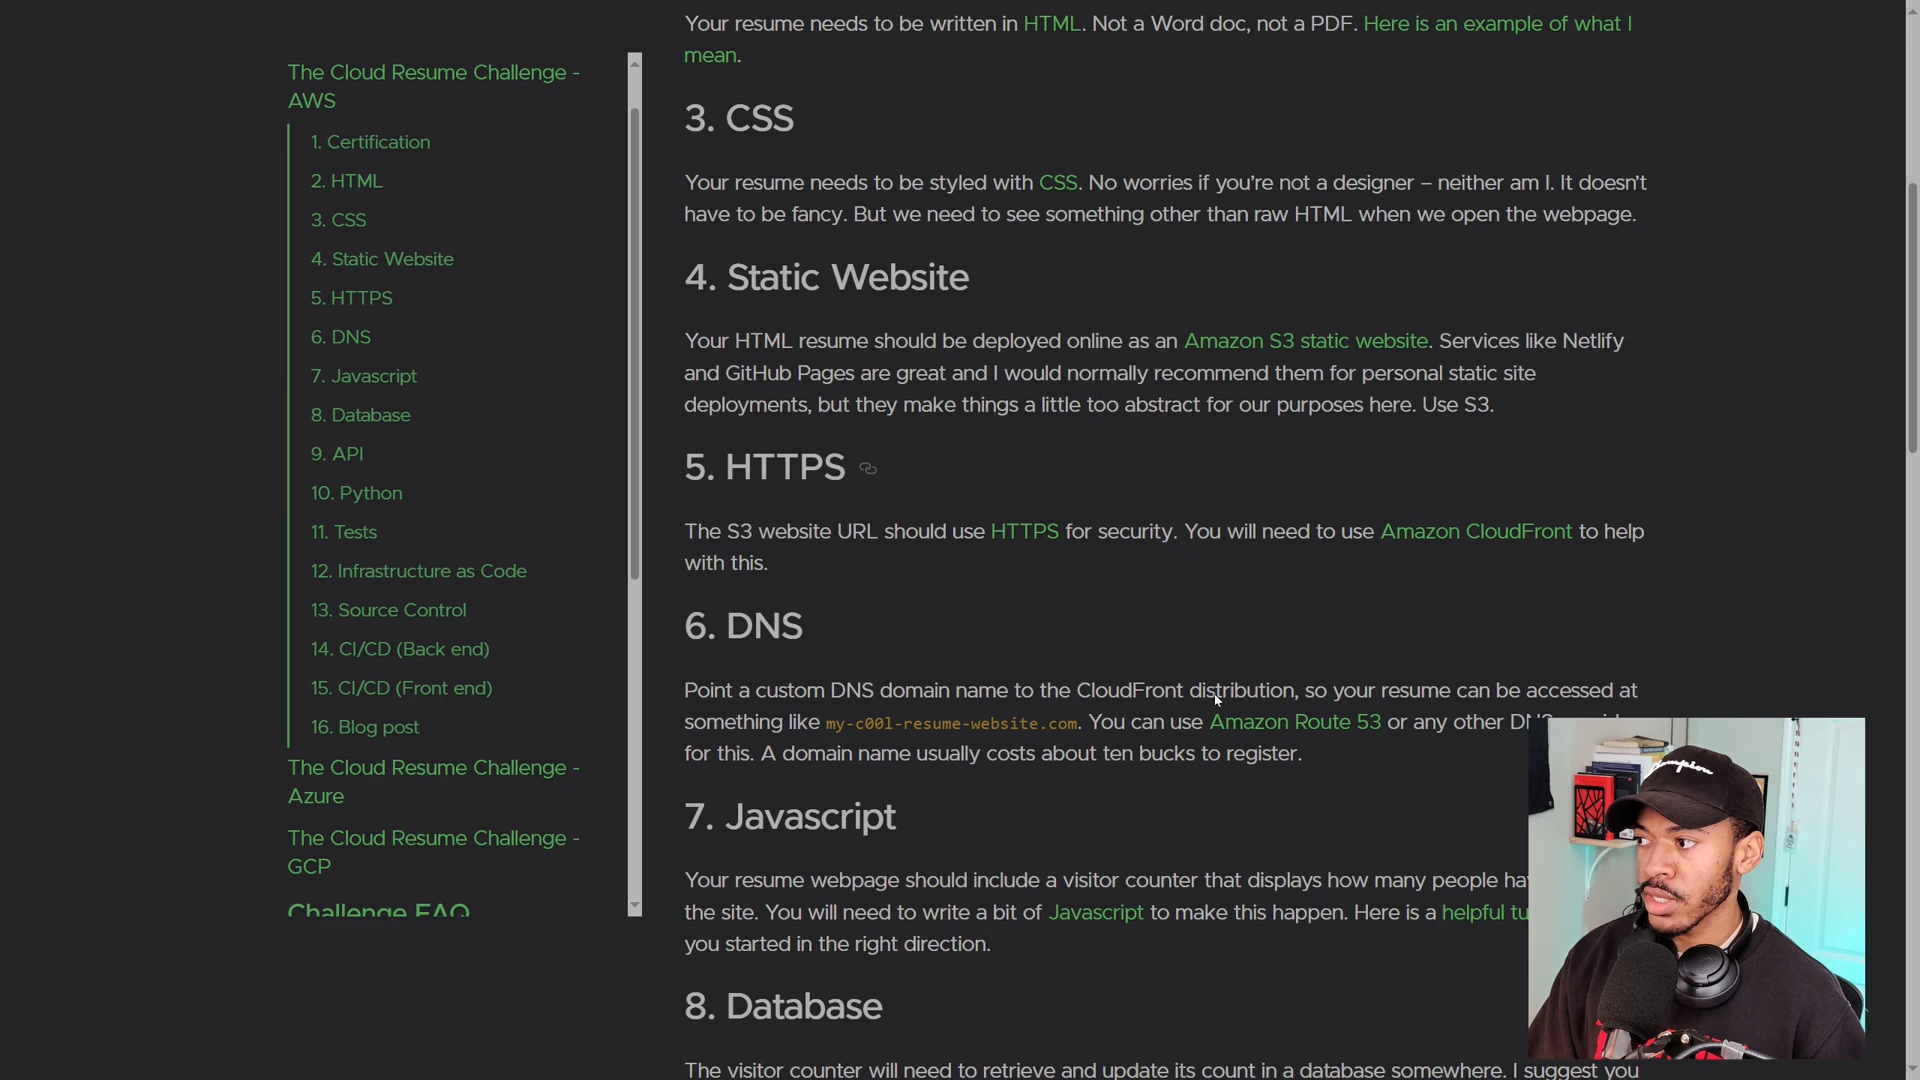 The Cloud Resume Challenge -
AWS
1. Certification
2. HTML
3. CSS
4. Static Website
5. HTTPS
6. DNS
7. Javascript
8. Database
9. API
10. Python
11. Tests
12. Infrastructure as Code
13. Source Control
14. CI/CD (Back end)
15. CI/CD (Front end)
16. Blog post
The Cloud Resume Challenge -
Azure
The Cloud Resume Challenge -
GCP
Challenge FAQ
Your resume needs to be written in HTML. Not a Word doc, not a PDF. Here is an example of what I
mean.
3. CSS
Your resume needs to be styled with CSS. No worries if you’re not a designer – neither am I. It doesn’t
have to be fancy. But we need to see something other than raw HTML when we open the webpage.
4. Static Website
Your HTML resume should be deployed online as an Amazon S3 static website. Services like Netlify
and GitHub Pages are great and I would normally recommend them for personal static site
deployments, but they make things a little too abstract for our purposes here. Use S3.
5. HTTPS
The S3 website URL should use HTTPS for security. You will need to use Amazon CloudFront to help
with this.
6. DNS
Point a custom DNS domain name to the CloudFront distribution, so your resume can be accessed at
something like my-c00l-resume-website.com. You can use Amazon Route 53 or any other
for this. A domain name usually costs about ten bucks to register.
7. Javascript
Your resume webpage should include a visitor counter that displays how many people
the site. You will need to write a bit of Javascript to make this happen. Here is a helpful
you started in the right direction.
8. Database
The visitor counter will need to retrieve and update its count in a database somewhere. I suggest you
Champion